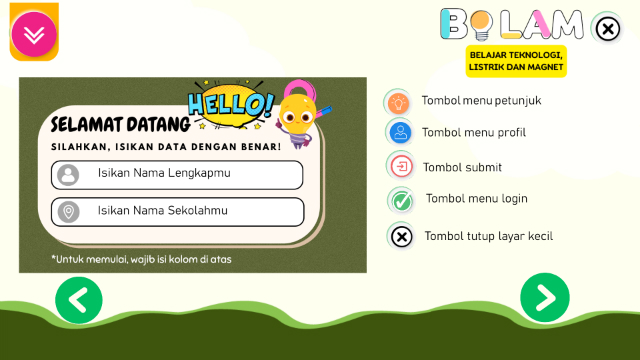 BOLAM
BELAJAR TEKNOLOGI,
LISTRIK DAN MAGNET
HELLO!
SELAMAT DATANG
SILAHKAN, ISIKAN DATA DENGAN BENAR!
Isikan Nama Lengkapmu
Isikan Nama Sekolahmu
*Untuk memulai, wajib isi kolom di atas
Tombol menu petunjuk
Tombol menu profil
Tombol submit
Tombol menu login
Tombol tutup layar kecil